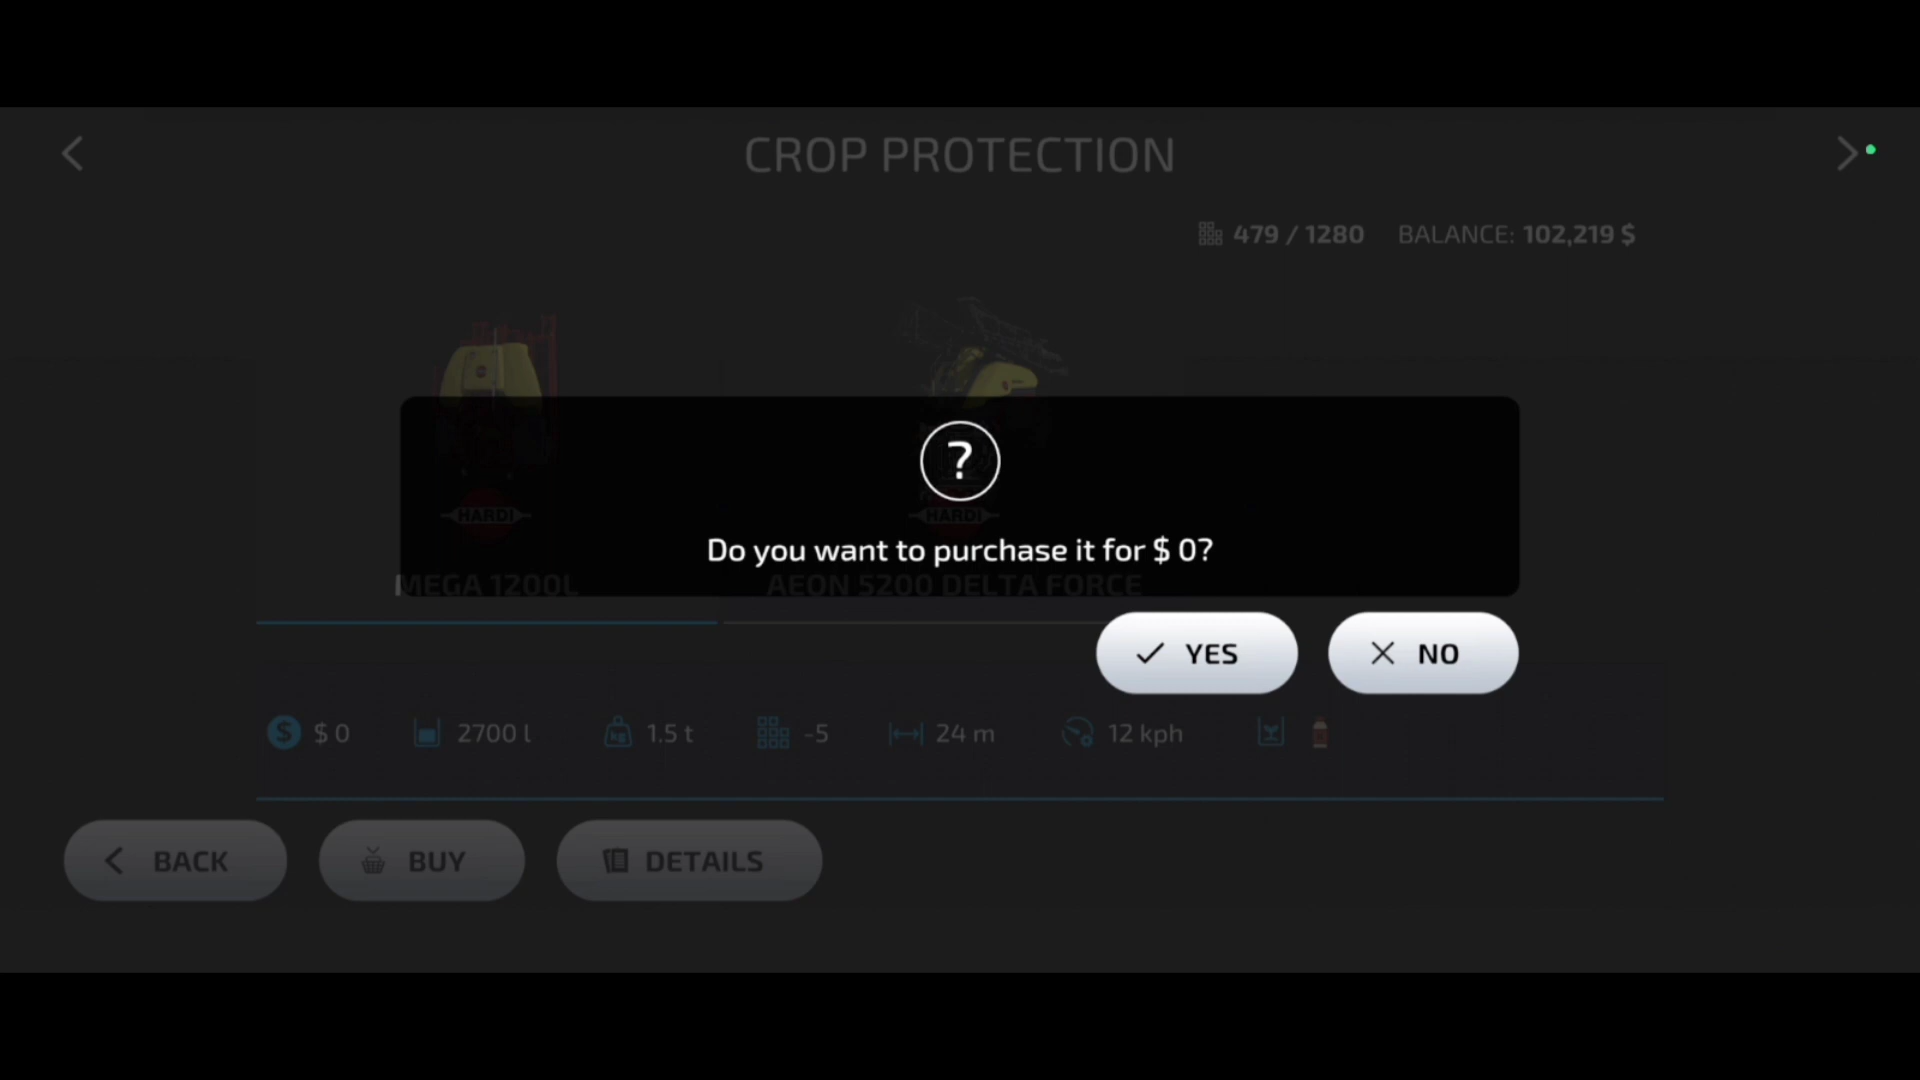 CROP PROTECTION
479 / 1280 BALANCE: 102,219 $
?
HARDI HARDI
Do you want to purchase it for $ 0?
MEGA 1200L AEON 5200 DELTA FORCE
YES NO
$ $ 0 2700 l kg 1.5 t -5 24 m 12 kph
BACK BUY DETAILS